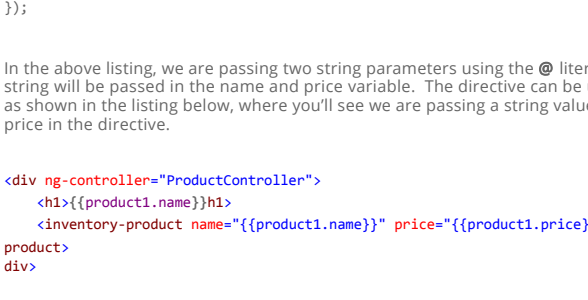 });
In the above listing, we are passing two string parameters using the @ liter
string will be passed in the name and price variable.  The directive can be
as shown in the listing below, where you’ll see we are passing a string valu
price in the directive.
<div ng-controller="ProductController">
<h1>{{product1.name}}h1>
<inventory-product name="{{product1.name}}" price="{{product1.price}
product>
div>